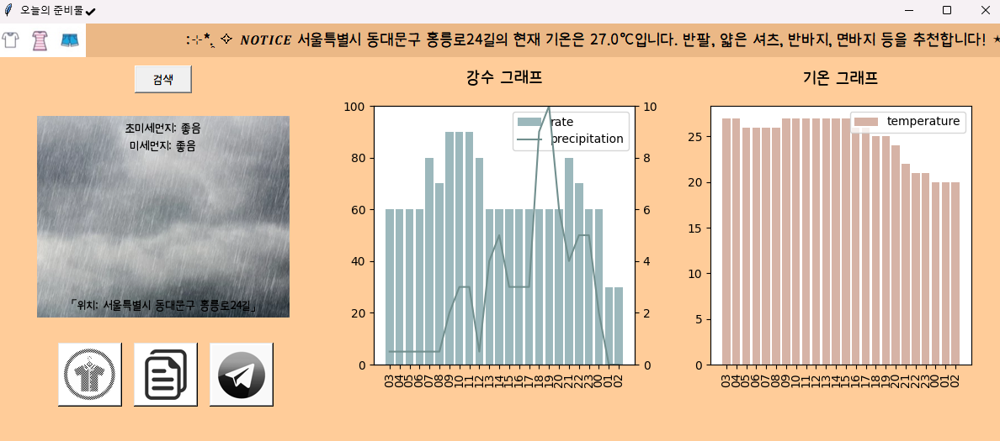 오늘의 준비물✔
:⊹*.˛ ✧ NOTICE 서울특별시 동대문구 홍릉로24길의 현재 기온은 27.0℃입니다. 반팔, 얇은 셔츠, 반바지, 면바지 등을 추천합니다!
검색
초미세먼지: 좋음
미세먼지: 좋음
「위치: 서울특별시 동대문구 홍릉로24길」
강수 그래프
rate
precipitation
100
80
60
40
20
0
10
8
6
4
2
0
03 04 05 06 07 08 09 10 11 12 13 14 15 16 17 18 19 20 21 22 23 00 01 02
기온 그래프
temperature
25
20
15
10
5
0
03 04 05 06 07 08 09 10 11 12 13 14 15 16 17 18 19 20 21 22 23 00 01 02